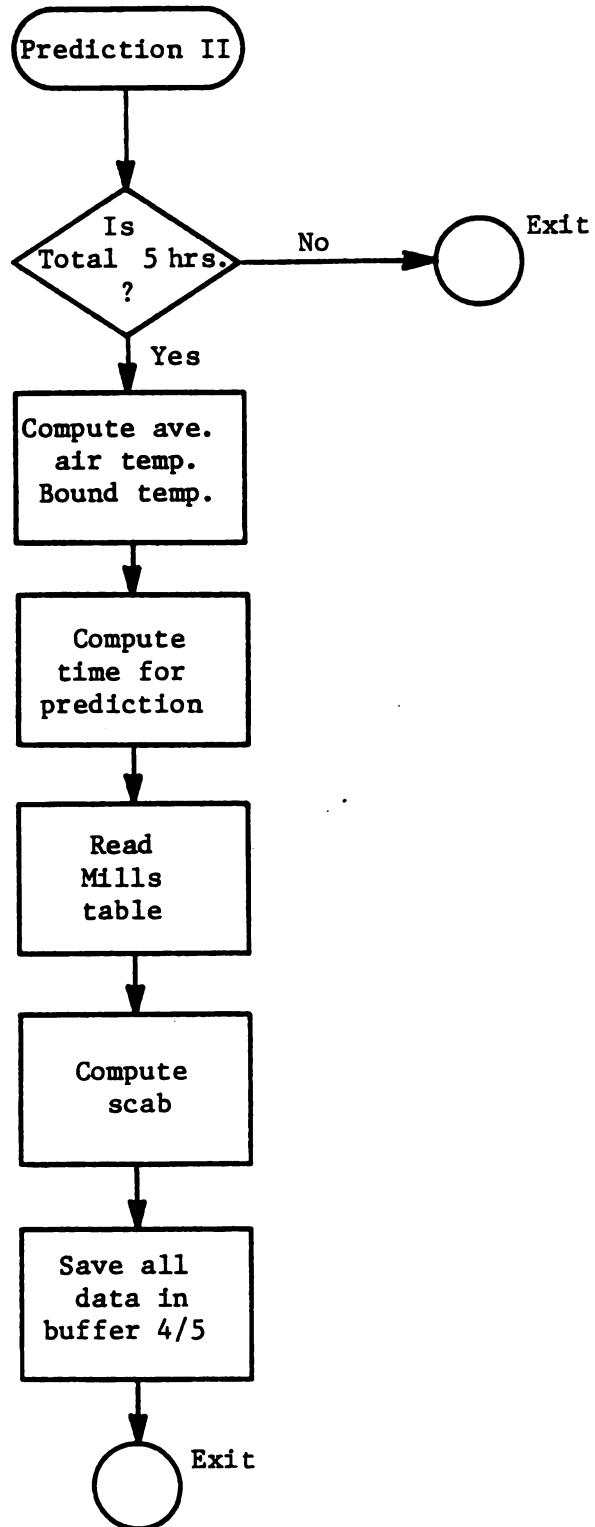 Prediction II
Is
Total 5 hrs.
?
No
Exit
Yes
Compute ave.
air temp.
Bound temp.
Compute
time for
prediction
Read
Mills
table
Compute
scab
Save all
data in
buffer 4/5
Exit